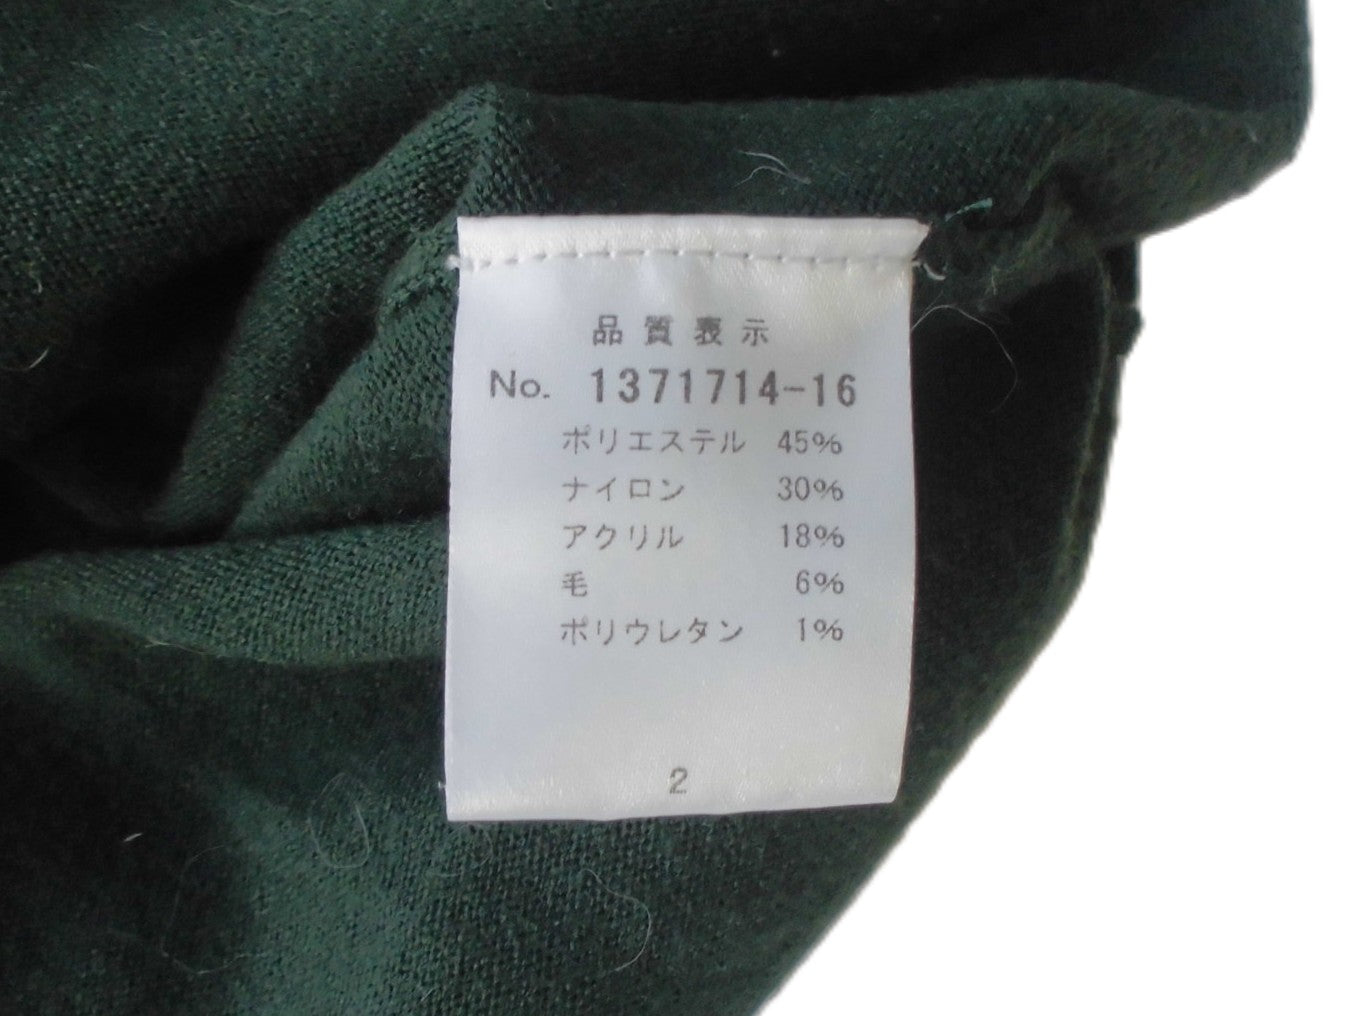 品質表示
No. 1371714-16
ポリエステル 45%
ナイロン 30%
アクリル 18%
毛 6%
ポリウレタン 1%
2